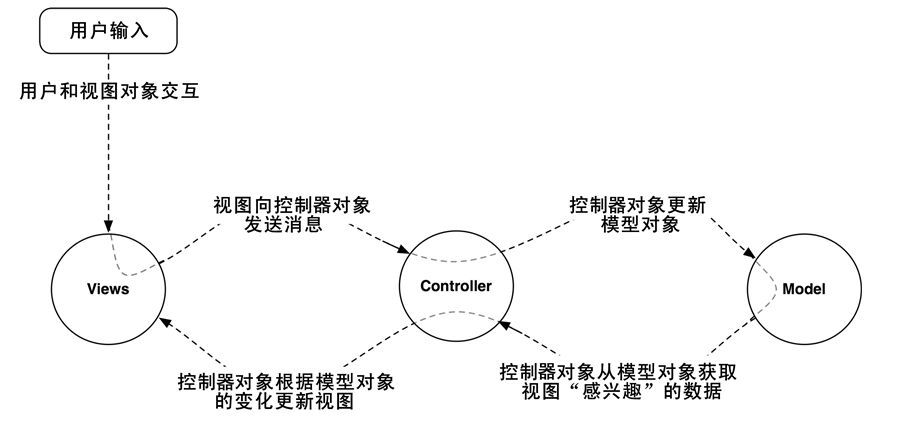 用户输入
用户和视图对象交互
视图向控制器对象
发送消息
控制器对象更新
模型对象
Views
Controller
Model
控制器对象根据模型对象
的变化更新视图
控制器对象从模型对象获取
视图“感兴趣”的数据